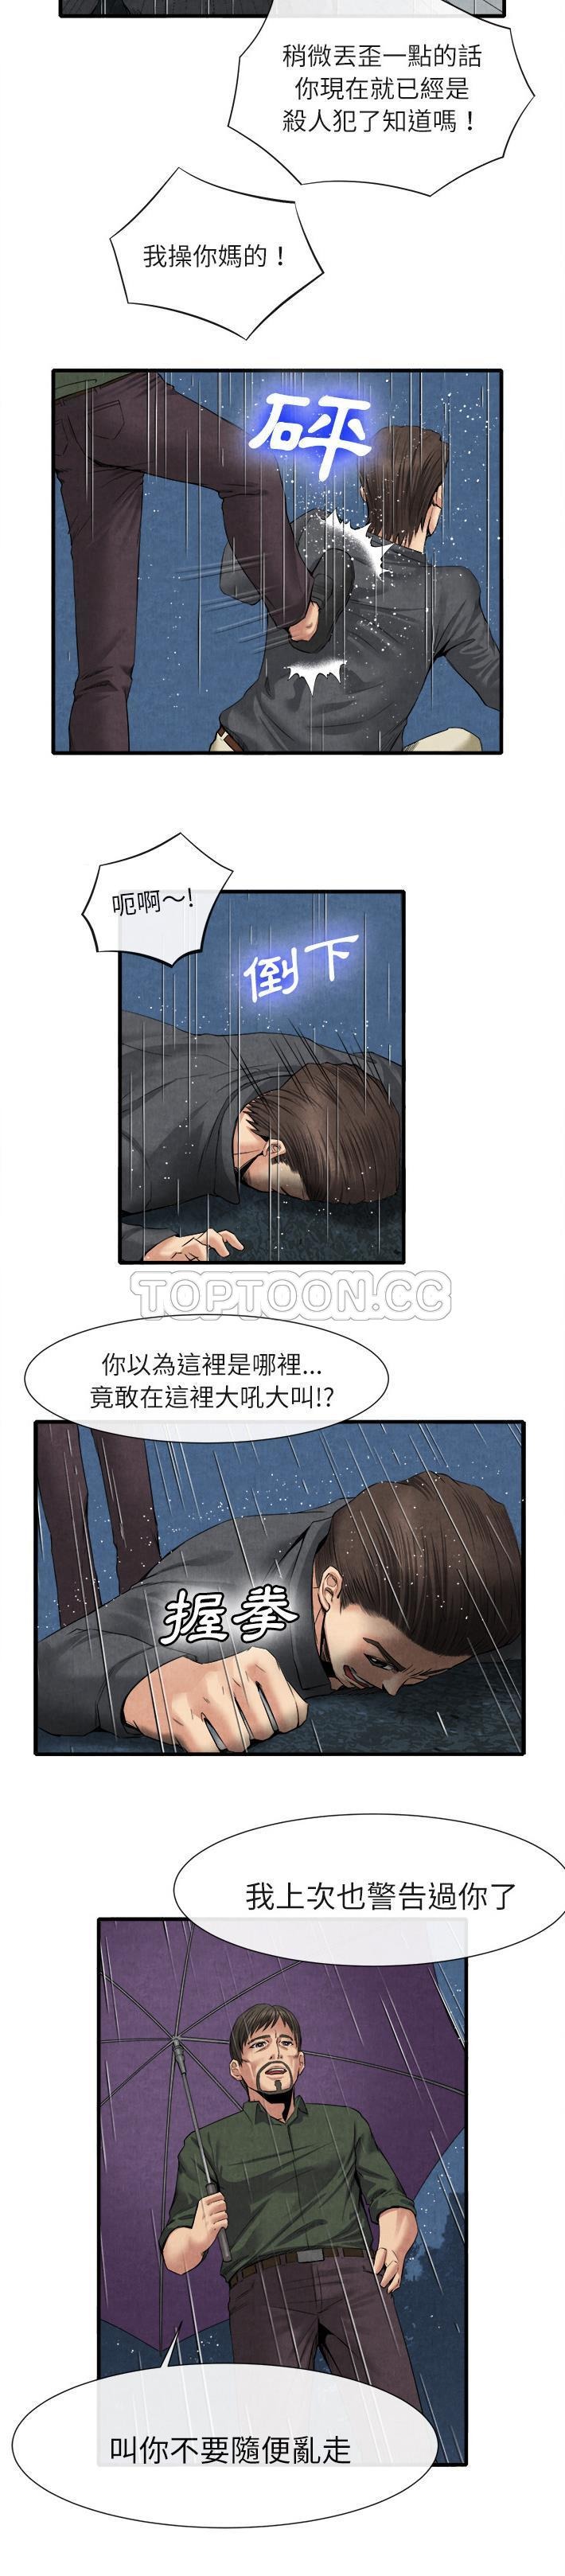 稍微丟歪一點的話
你現在就已經是
殺人犯了知道嗎！
我操你媽的！
砰
呃啊～!
倒下
TOPTOON.CC
你以為這裡是哪裡...
竟敢在這裡大吼大叫!?
握拳
我上次也警告過你了
叫你不要隨便亂走